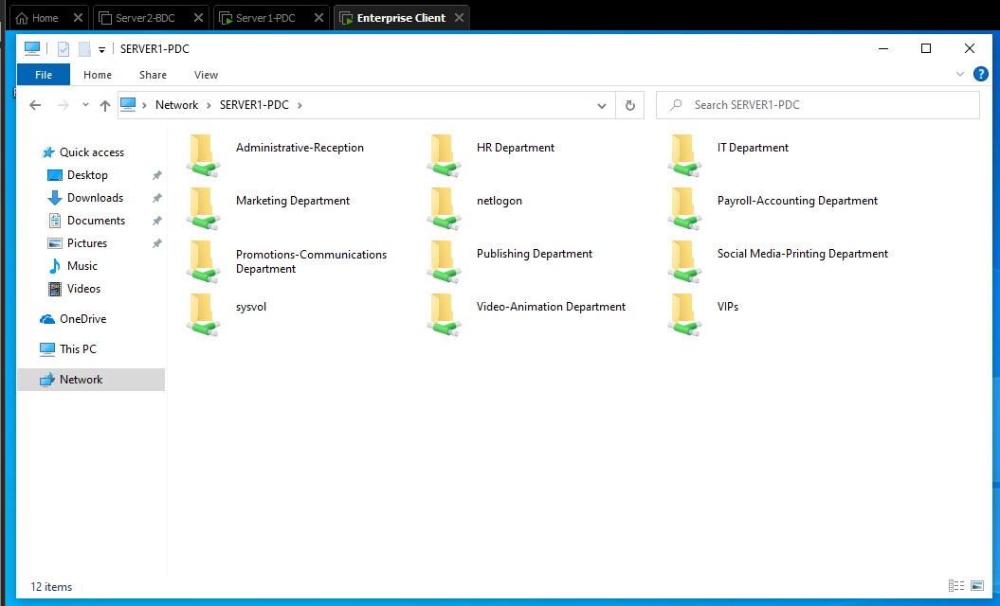 Home
Server2-BDC
Server1-PDC
Enterprise Client
SERVER1-PDC
File
Home
Share
View
Network
SERVER1-PDC
Search SERVER1-PDC
Quick access
Desktop
Downloads
Documents
Pictures
Music
Videos
OneDrive
This PC
Network
Administrative-Reception
HR Department
IT Department
Marketing Department
netlogon
Payroll-Accounting Department
Promotions-Communications
Department
Publishing Department
Social Media-Printing Department
sysvol
Video-Animation Department
VIPs
12 items